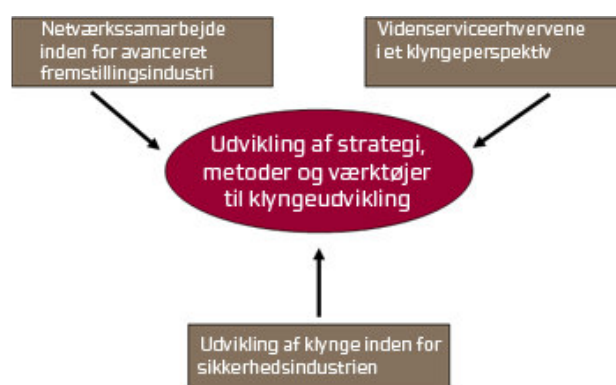 Netværkssamarbejde
inden for avanceret
fremstillingsindustri
Videnserviceerhvervene
i et klyngeperspektiv
Udvikling af strategi,
metoder og værktøjer
til klyngeudvikling
Udvikling af klynge inden for
sikkerhedsindustrien